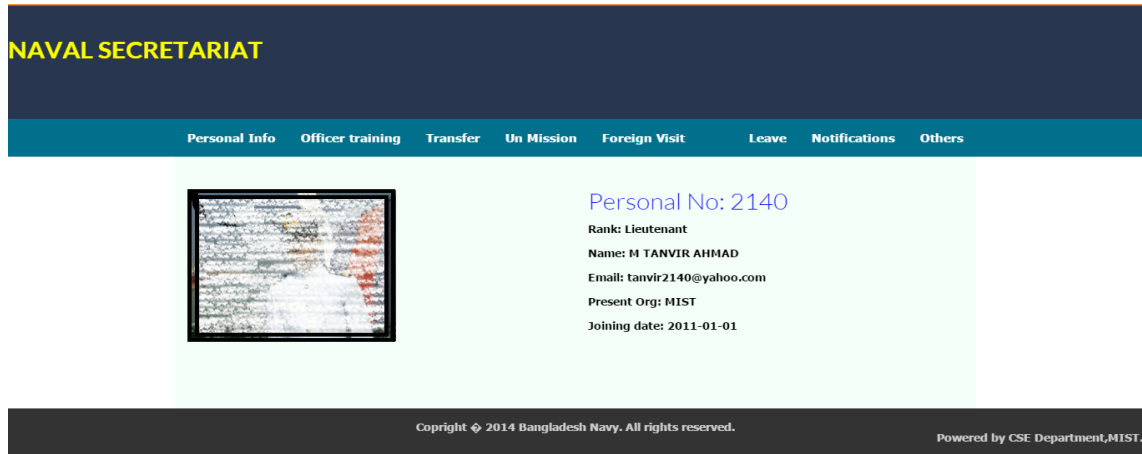 NAVAL SECRETARIAT
Personal Info Officer training Transfer Un Mission Foreign Visit Leave Notifications Others
Personal No: 2140
Rank: Lieutenant
Name: M TANVIR AHMAD
Email: tanvir2140@yahoo.com
Present Org: MIST
Joining date: 2011-01-01
Copright � 2014 Bangladesh Navy. All rights reserved.
Powered by CSE Department,MIST.